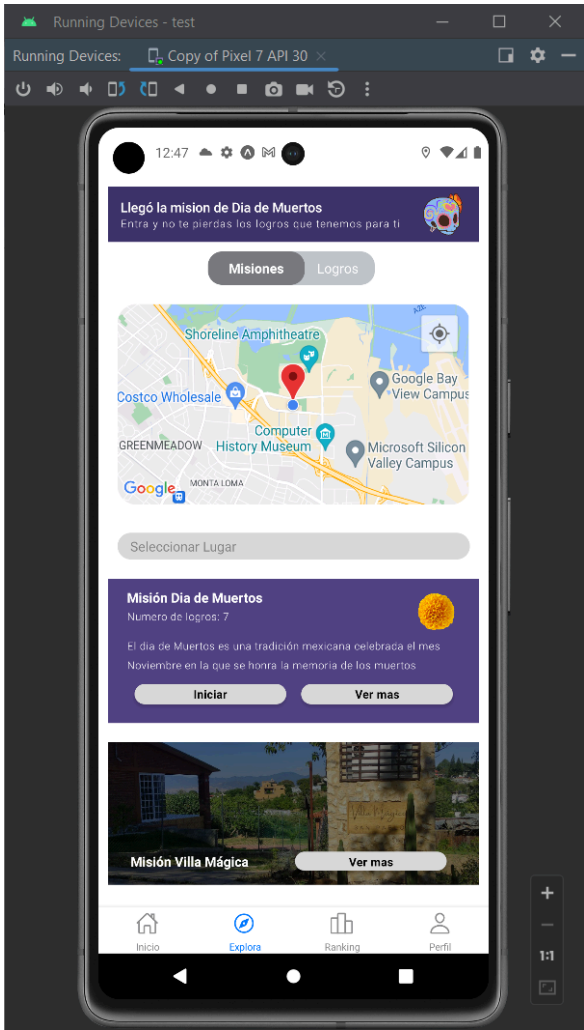 Running Devices - test
Running Devices:
Copy of Pixel 7 API 30
12:47
Llegó la mision de Dia de Muertos
Entra y no te pierdas los logros que tenemos para ti
Misiones
Logros
Shoreline Amphitheatre
Google Bay
View Campus
Costco Wholesale
Computer
History Museum
GREENMEADOW
Microsoft Silicon
Valley Campus
MONTA LOMA
Google
Seleccionar Lugar
Misión Dia de Muertos
Numero de logros: 7
El dia de Muertos es una tradición mexicana celebrada el mes
Noviembre en la que se honra la memoria de los muertos
Iniciar
Ver mas
Villa Mágica
Misión Villa Mágica
Ver mas
Inicio
Explora
Ranking
Perfil
1:1